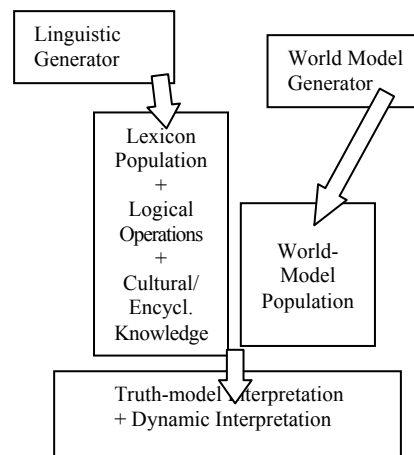 Linguistic
Generator
World Model
Generator
Lexicon
Population
+
Logical
Operations
+
Cultural/
Encycl.
Knowledge
World-
Model
Population
Truth-model Interpretation
+ Dynamic Interpretation